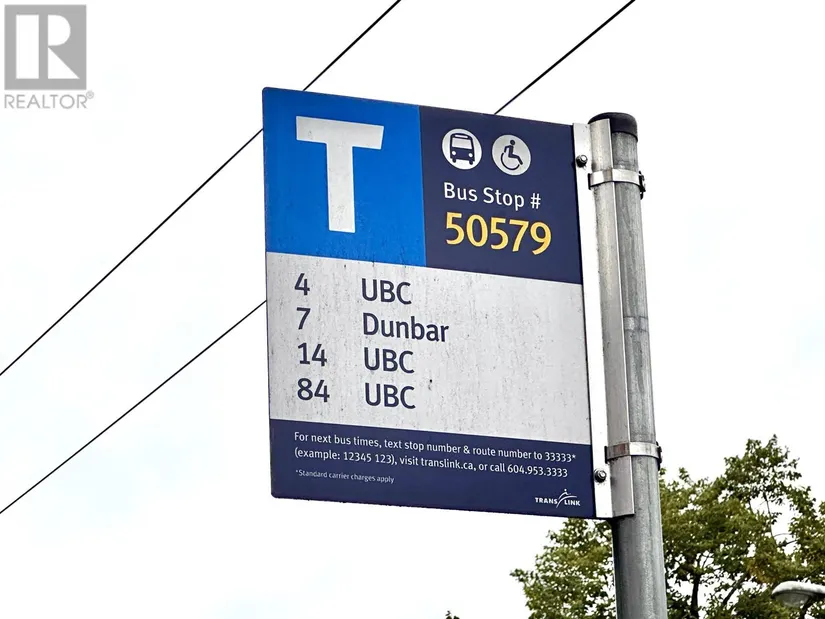 R
REALTOR®
T
Bus Stop #
50579
4 UBC
7 Dunbar
14 UBC
84 UBC
For next bus times, text stop number & route number to 33333*
(example: 12345 123), visit translink.ca, or call 604.953.3333
*Standard carrier charges apply
TRANS LINK